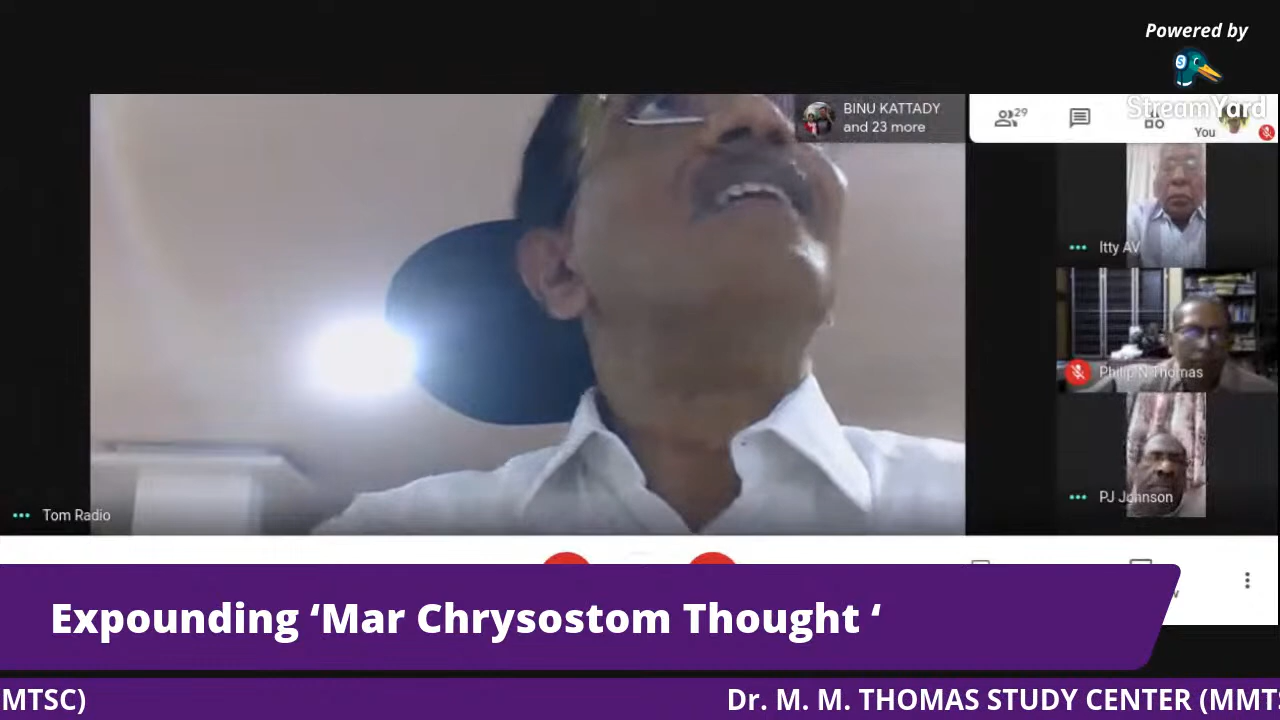 Powered by
StreamYard
BINU KATTADY
and 23 more
29
You
Itty AV
Philip N Thomas
PJ Johnson
Tom Radio
Expounding ‘Mar Chrysostom Thought ‘
MTSC)
Dr. M. M. THOMAS STUDY CENTER (MMTS